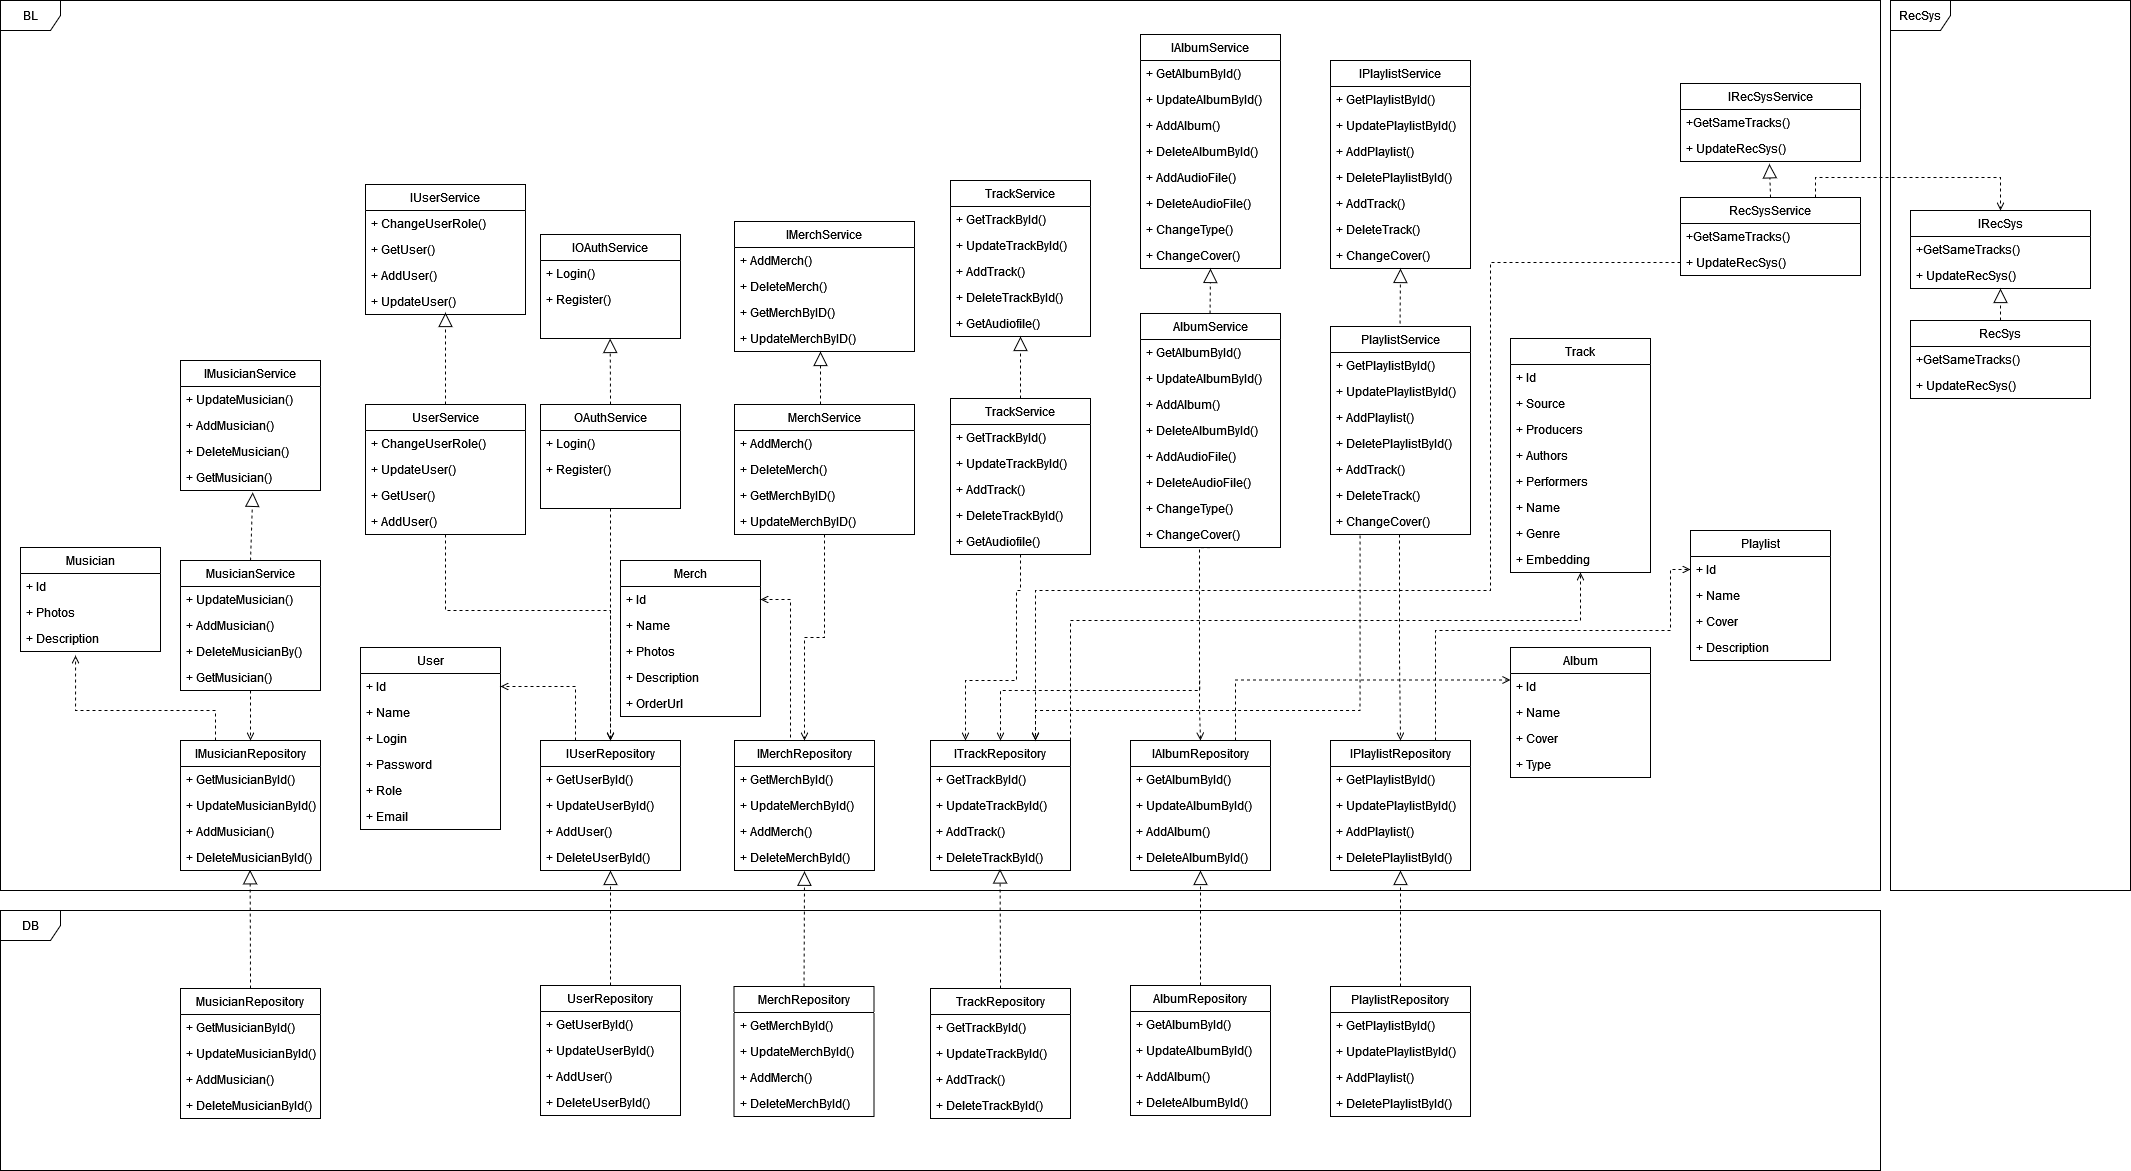 BL
RecSys
IAlbumService
+ GetAlbumById()
+ UpdateAlbumById()
+ AddAlbum()
+ DeleteAlbumById()
+ AddAudioFile()
+ DeleteAudioFile()
+ ChangeType()
+ ChangeCover()
IPlaylistService
+ GetPlaylistById()
+ UpdatePlaylistById()
+ AddPlaylist()
+ DeletePlaylistById()
+ AddTrack()
+ DeleteTrack()
+ ChangeCover()
IRecSysService
+GetSameTracks()
+ UpdateRecSys()
IUserService
+ ChangeUserRole()
+ GetUser()
+ AddUser()
+ UpdateUser()
IOAuthService
+ Login()
+ Register()
IMerchService
+ AddMerch()
+ DeleteMerch()
+ GetMerchByID()
+ UpdateMerchByID()
TrackService
+ GetTrackById()
+ UpdateTrackById()
+ AddTrack()
+ DeleteTrackById()
+ GetAudiofile()
RecSysService
+GetSameTracks()
+ UpdateRecSys()
IRecSys
+GetSameTracks()
+ UpdateRecSys()
RecSys
+GetSameTracks()
+ UpdateRecSys()
IMusicianService
+ UpdateMusician()
+ AddMusician()
+ DeleteMusician()
+ GetMusician()
UserService
+ ChangeUserRole()
+ UpdateUser()
+ GetUser()
+ AddUser()
OAuthService
+ Login()
+ Register()
MerchService
+ AddMerch()
+ DeleteMerch()
+ GetMerchByID()
+ UpdateMerchByID()
TrackService
+ GetTrackById()
+ UpdateTrackById()
+ AddTrack()
+ DeleteTrackById()
+ GetAudiofile()
AlbumService
+ GetAlbumById()
+ UpdateAlbumById()
+ AddAlbum()
+ DeleteAlbumById()
+ AddAudioFile()
+ DeleteAudioFile()
+ ChangeType()
+ ChangeCover()
PlaylistService
+ GetPlaylistById()
+ UpdatePlaylistById()
+ AddPlaylist()
+ DeletePlaylistById()
+ AddTrack()
+ DeleteTrack()
+ ChangeCover()
Track
+ Id
+ Source
+ Producers
+ Authors
+ Performers
+ Name
+ Genre
+ Embedding
Musician
+ Id
+ Photos
+ Description
MusicianService
+ UpdateMusician()
+ AddMusician()
+ DeleteMusicianBy()
+ GetMusician()
User
+ Id
+ Name
+ Login
+ Password
+ Role
+ Email
Merch
+ Id
+ Name
+ Photos
+ Description
+ OrderUrl
Playlist
+ Id
+ Name
+ Cover
+ Description
Album
+ Id
+ Name
+ Cover
+ Type
IMusicianRepository
+ GetMusicianById()
+ UpdateMusicianById()
+ AddMusician()
+ DeleteMusicianById()
IUserRepository
+ GetUserById()
+ UpdateUserById()
+ AddUser()
+ DeleteUserById()
IMerchRepository
+ GetMerchById()
+ UpdateMerchById()
+ AddMerch()
+ DeleteMerchById()
ITrackRepository
+ GetTrackById()
+ UpdateTrackById()
+ AddTrack()
+ DeleteTrackById()
IAlbumRepository
+ GetAlbumById()
+ UpdateAlbumById()
+ AddAlbum()
+ DeleteAlbumById()
IPlaylistRepository
+ GetPlaylistById()
+ UpdatePlaylistById()
+ AddPlaylist()
+ DeletePlaylistById()
DB
MusicianRepository
+ GetMusicianById()
+ UpdateMusicianById()
+ AddMusician()
+ DeleteMusicianById()
UserRepository
+ GetUserById()
+ UpdateUserById()
+ AddUser()
+ DeleteUserById()
MerchRepository
+ GetMerchById()
+ UpdateMerchById()
+ AddMerch()
+ DeleteMerchById()
TrackRepository
+ GetTrackById()
+ UpdateTrackById()
+ AddTrack()
+ DeleteTrackById()
AlbumRepository
+ GetAlbumById()
+ UpdateAlbumById()
+ AddAlbum()
+ DeleteAlbumById()
PlaylistRepository
+ GetPlaylistById()
+ UpdatePlaylistById()
+ AddPlaylist()
+ DeletePlaylistById()